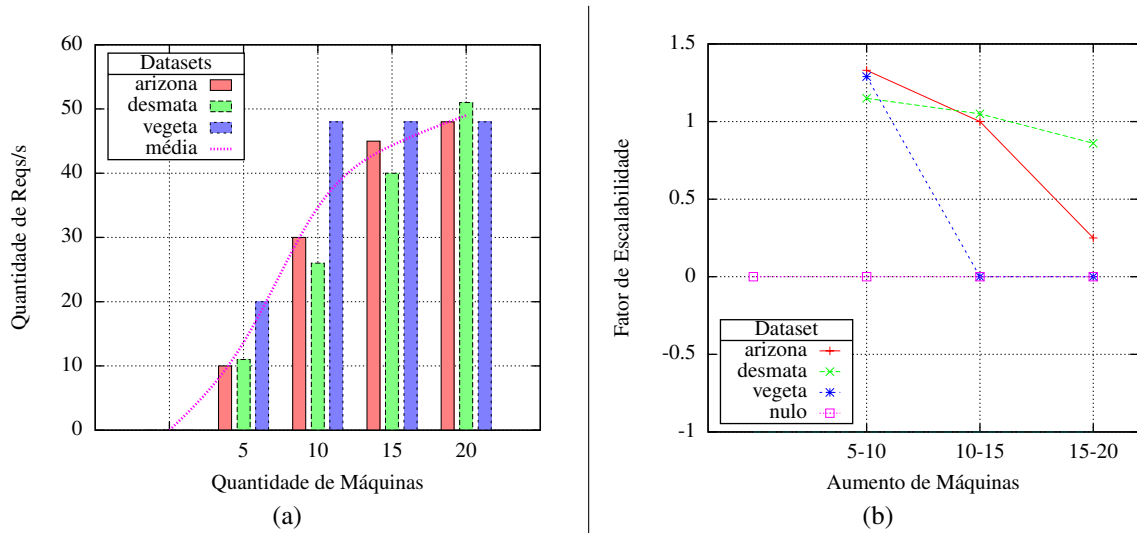 60
50
40
30
20
10
0
Quantidade de Reqs/s
Datasets
arizona
desmata
vegeta
média
5 10 15 20
Quantidade de Máquinas
(a)
1.5
1
0.5
0
-0.5
-1
Fator de Escalabilidade
Dataset
arizona
desmata
vegeta
nulo
5-10 10-15 15-20
Aumento de Máquinas
(b)